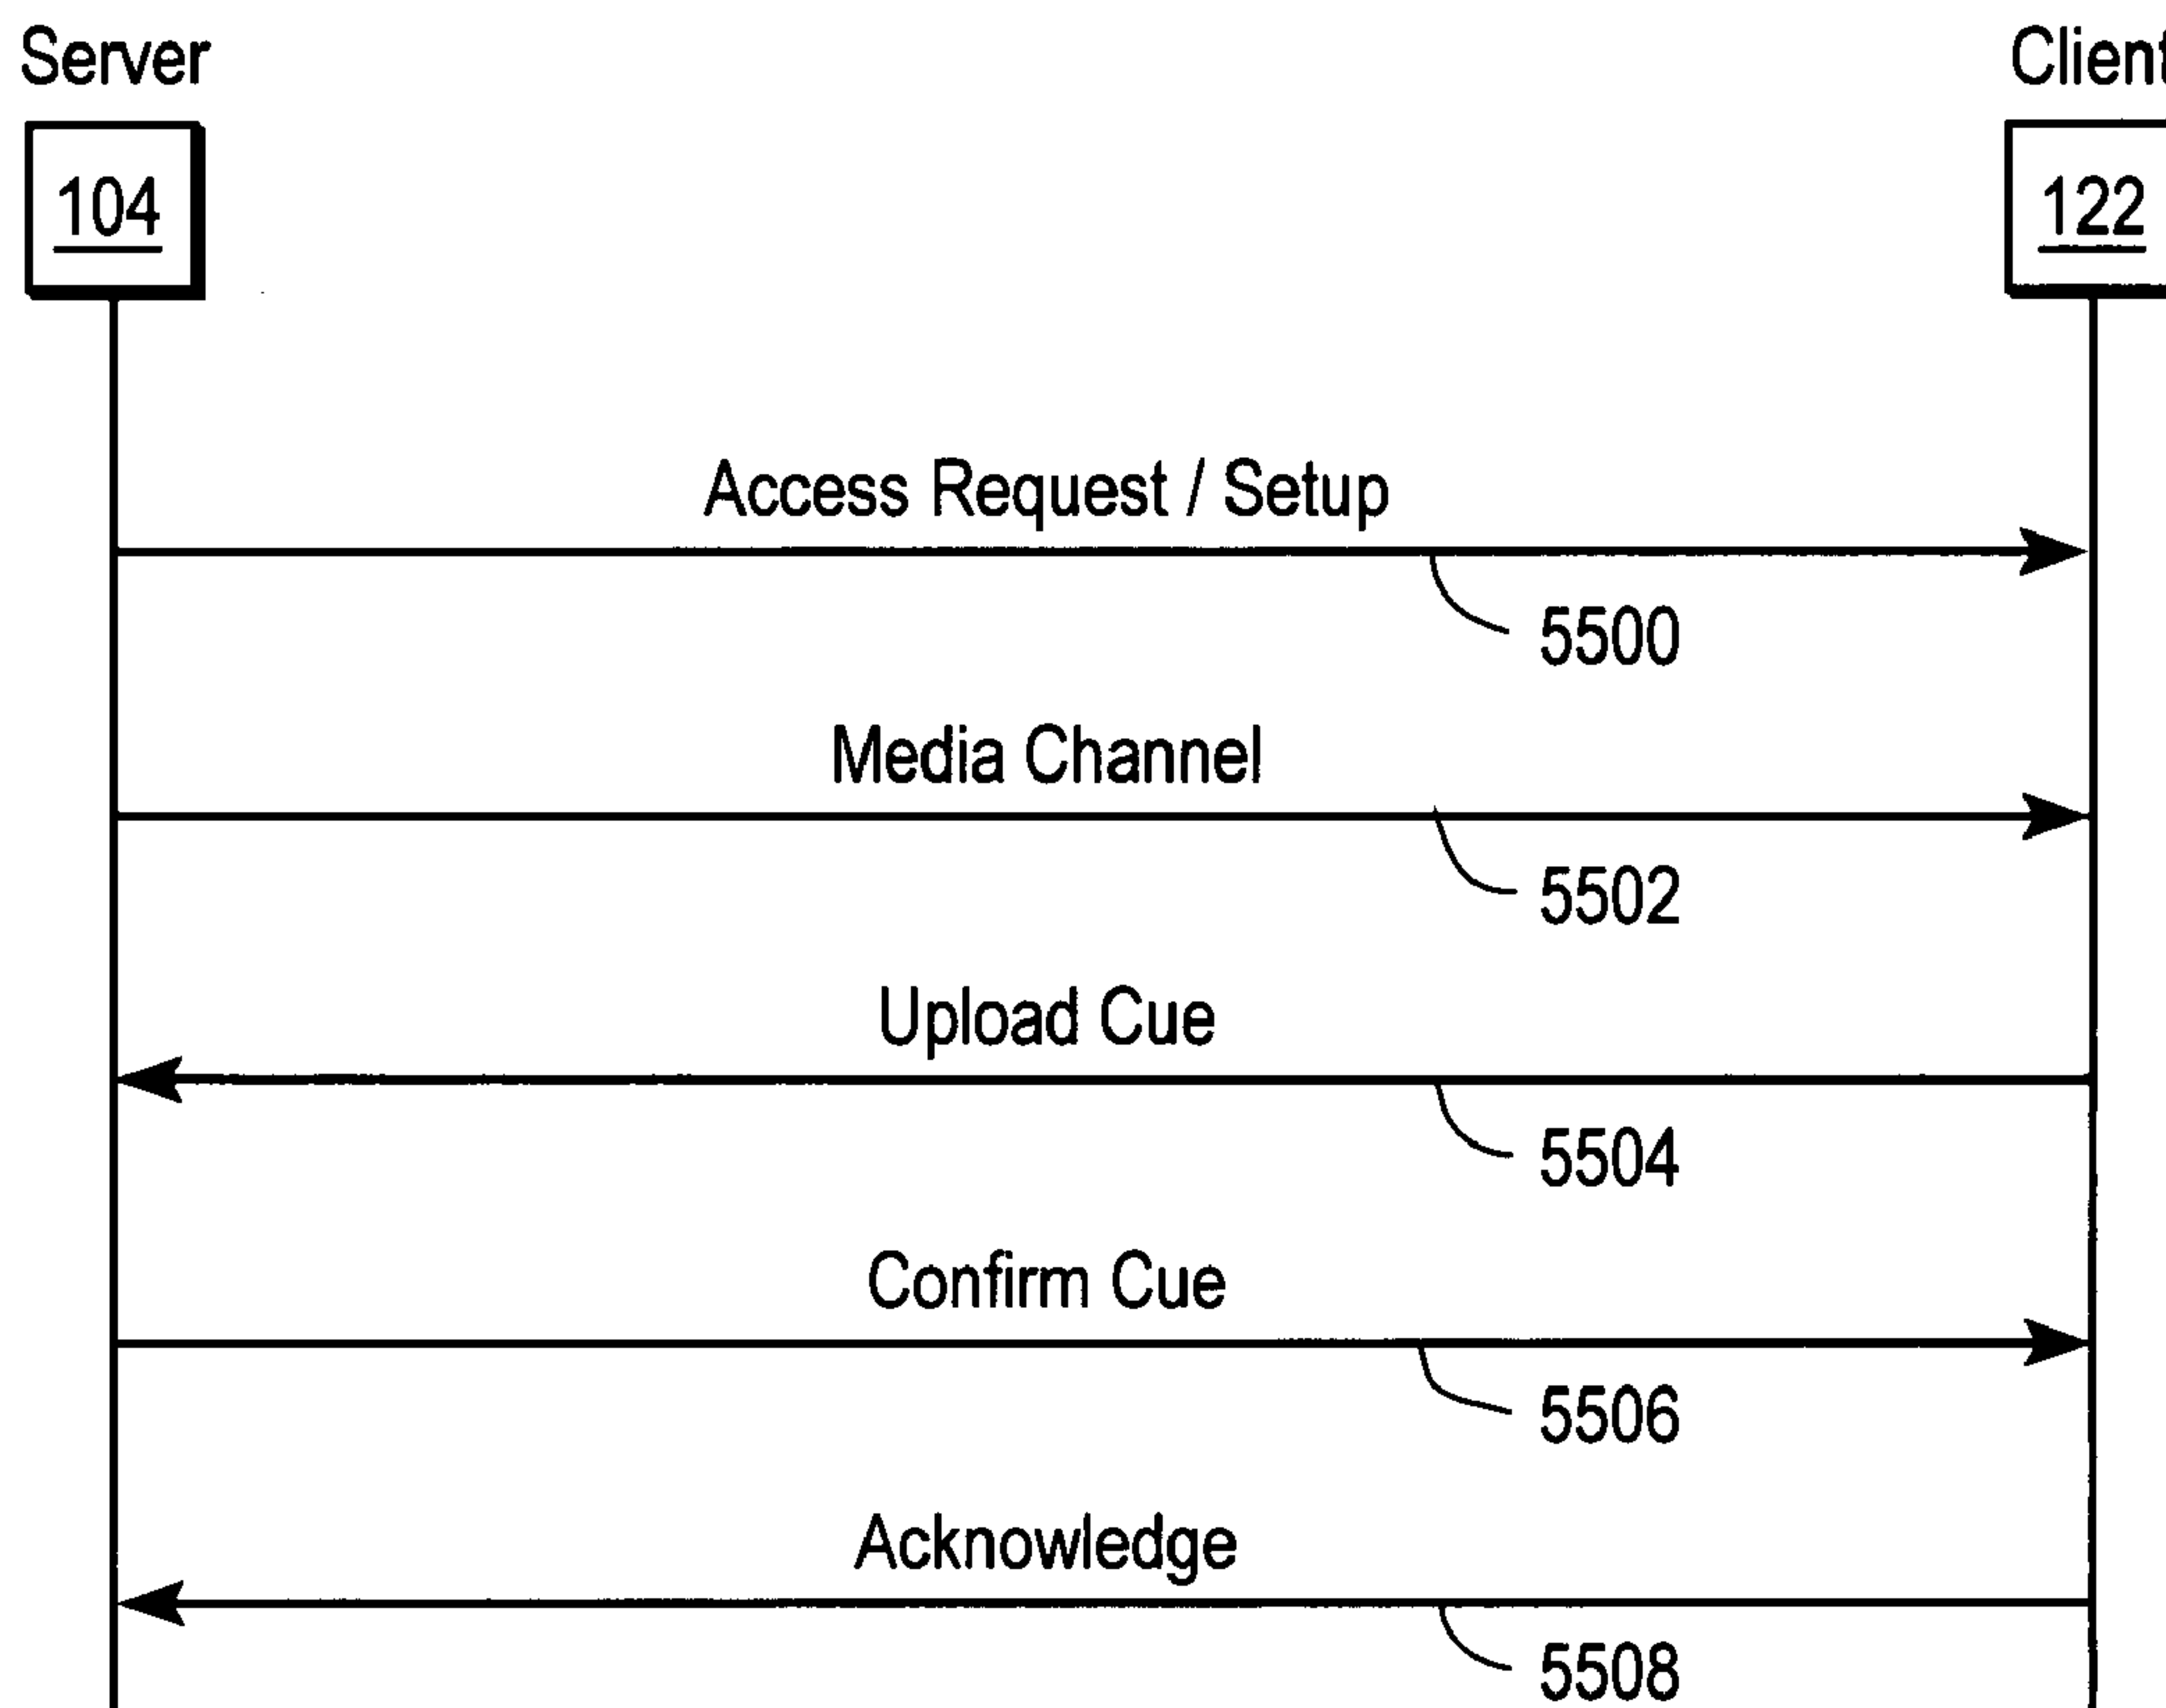 Server
Client
104
122
Access Request / Setup
5500
Media Channel
5502
Upload Cue
5504
Confirm Cue
5506
Acknowledge
5508